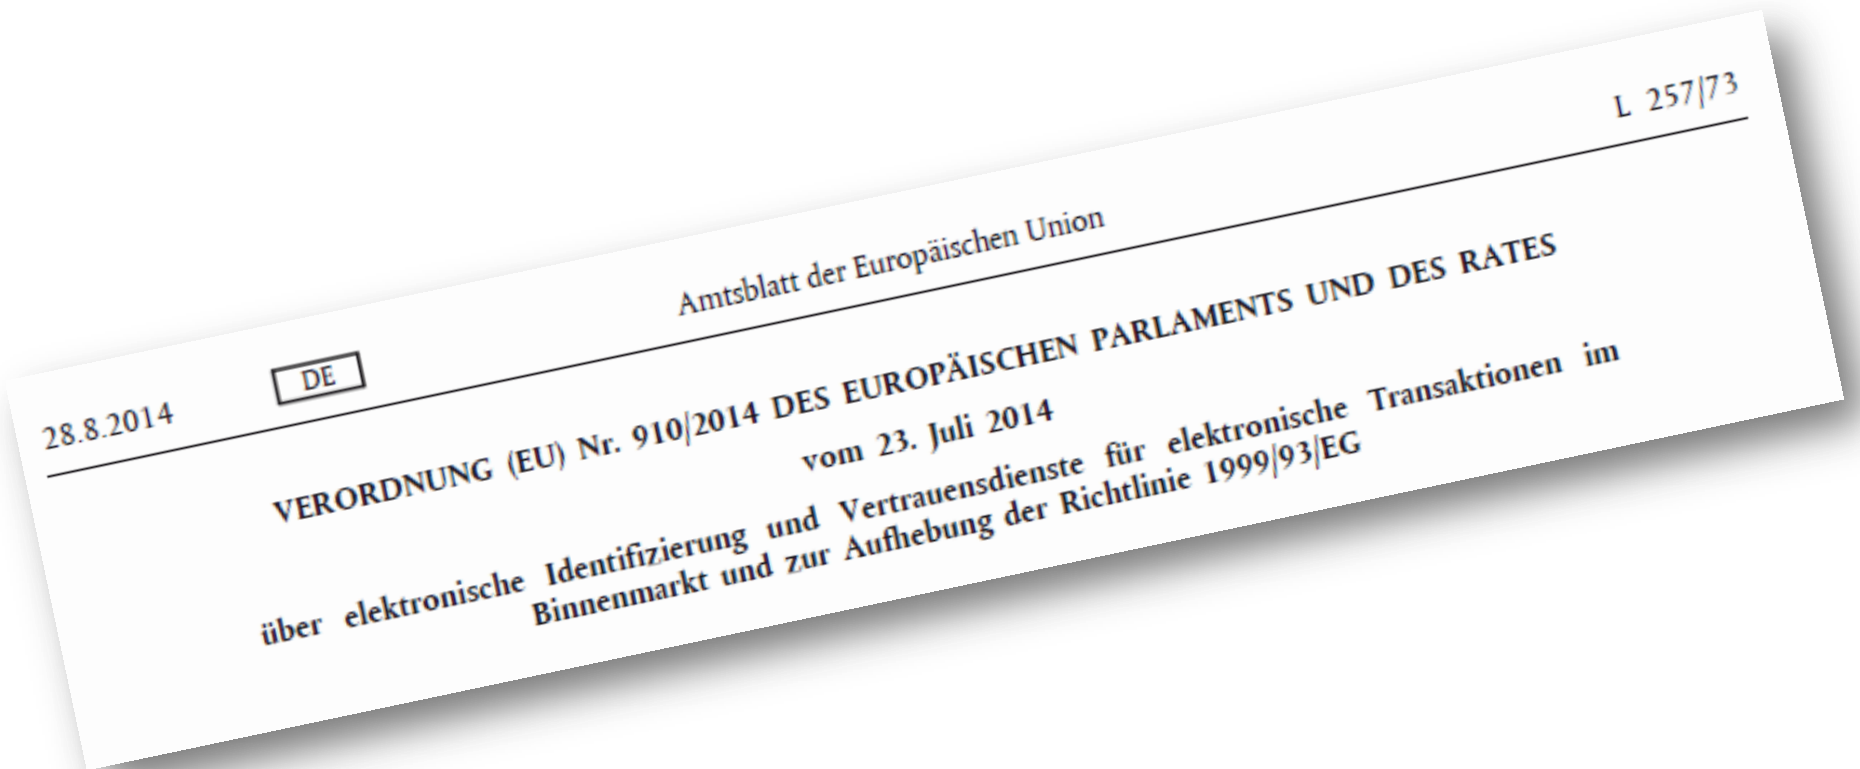 28.8.2014 DE Amtsblatt der Europäischen Union L 257/73
VERORDNUNG (EU) Nr. 910/2014 DES EUROPÄISCHEN PARLAMENTS UND DES RATES
vom 23. Juli 2014
über elektronische Identifizierung und Vertrauensdienste für elektronische Transaktionen im
Binnenmarkt und zur Aufhebung der Richtlinie 1999/93/EG